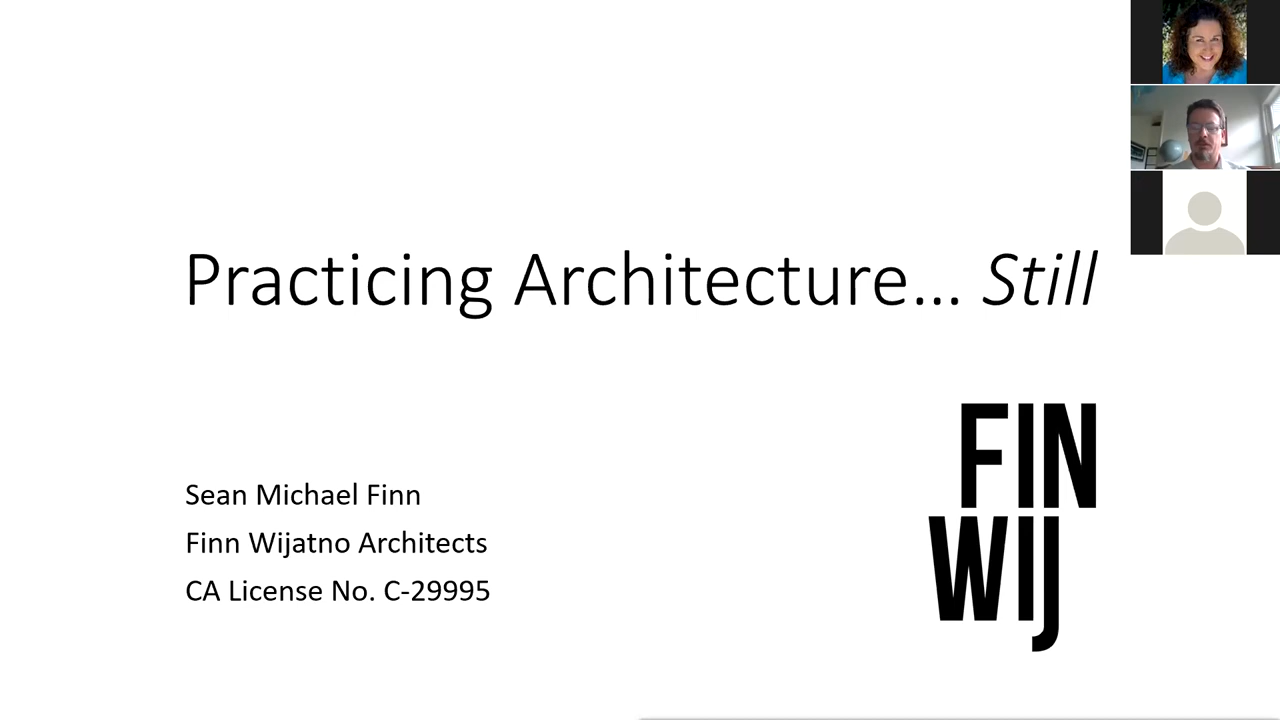 Practicing Architecture... Still
Sean Michael Finn
Finn Wijatno Architects
CA License No. C-29995
FIN
WIJ